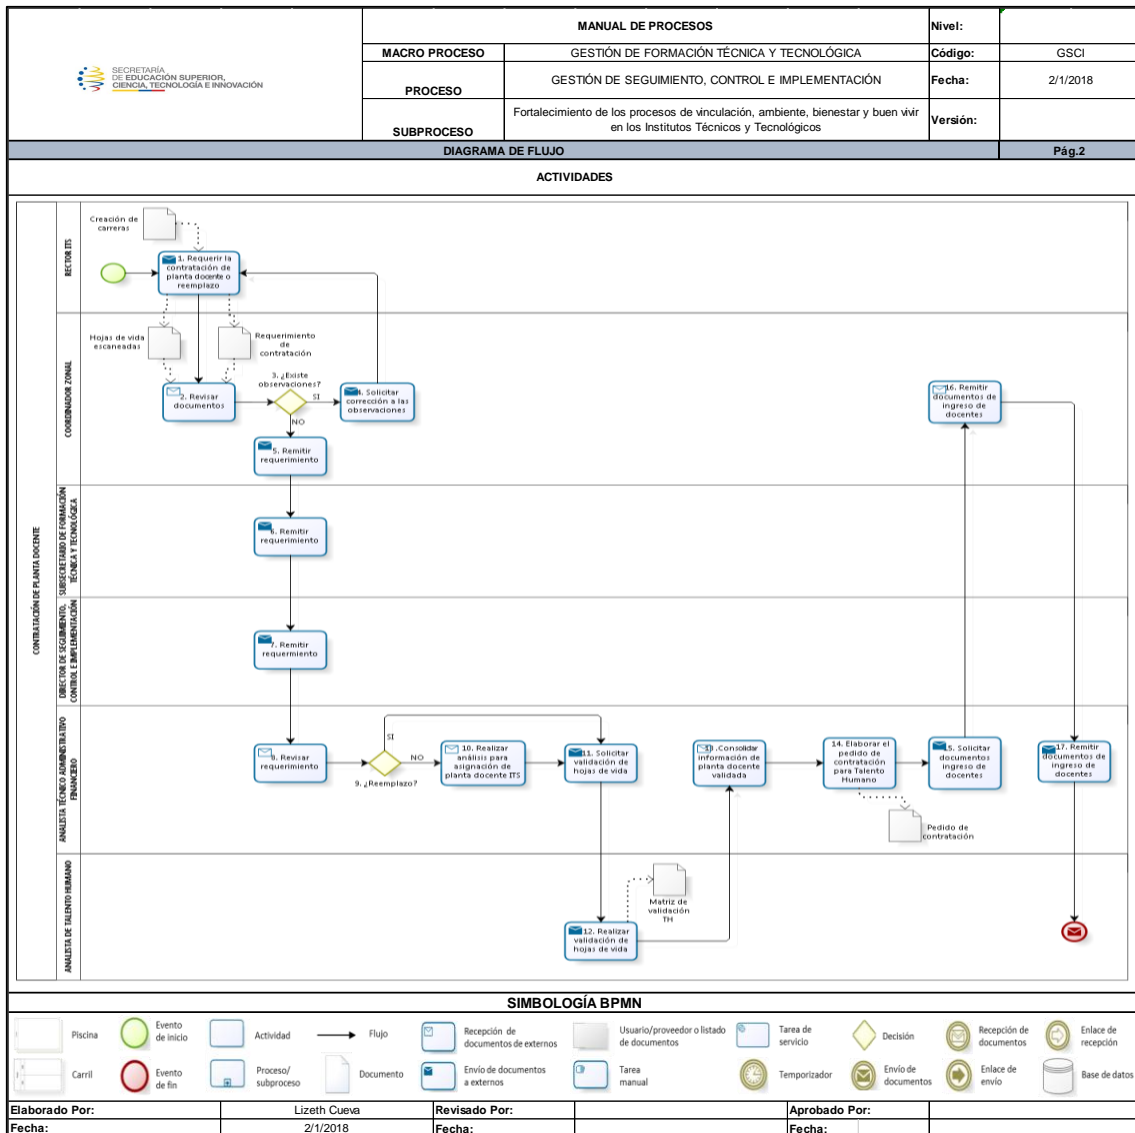 MANUAL DE PROCESOS
Nivel:
SECRETARÍA
DE EDUCACIÓN SUPERIOR,
CIENCIA, TECNOLOGÍA E INNOVACIÓN
MACRO PROCESO
GESTIÓN DE FORMACIÓN TÉCNICA Y TECNOLÓGICA
Código:
GSCI
PROCESO
GESTIÓN DE SEGUIMIENTO, CONTROL E IMPLEMENTACIÓN
Fecha:
2/1/2018
SUBPROCESO
Fortalecimiento de los procesos de vinculación, ambiente, bienestar y buen vivir
en los Institutos Técnicos y Tecnológicos
Versión:
DIAGRAMA DE FLUJO
Pág.2
ACTIVIDADES
CONTRATACIÓN DE PLANTA DOCENTE
RECTOR ITS
Creación de
carreras
1. Requerir la
contratación de
planta docente o
reemplazo
COORDINADOR ZONAL
Hojas de vida
escaneadas
Requerimiento
de
contratación
2. Revisar
documentos
3. ¿Existe
observaciones?
SI
NO
4. Solicitar
corrección a las
observaciones
5. Remitir
requerimiento
16. Remitir
documentos de
ingreso de
docentes
SUBSECRETARIO DE FORMACIÓN
TÉCNICA Y TECNOLÓGICA
6. Remitir
requerimiento
DIRECTOR DE SEGUIMIENTO,
CONTROL E IMPLEMENTACIÓN
7. Remitir
requermiento
ANALISTA TÉCNICO ADMINISTRATIVO
FINANCIERO
8. Revisar
requerimiento
9. ¿Reemplazo?
SI
NO
10. Realizar
análisis para
asignación de
planta docente ITS
11. Solicitar
validación de
hojas de vida
13 .Consolidar
información de
planta docente
validada
14. Elaborar el
pedido de
contratación
para Talento
Humano
Pedido de
contratación
15. Solicitar
documentos
ingreso de
docentes
17. Remitir
documentos de
ingreso de
docentes
ANALISTA DE TALENTO HUMANO
Matriz de
validación
TH
12. Realizar
validación de
hojas de vida
SIMBOLOGÍA BPMN
Piscina
Evento
de inicio
Actividad
Flujo
Recepción de
documentos de externos
Usuario/proveedor o listado
de documentos
Tarea de
servicio
Decisión
Recepción de
documentos
Enlace de
recepción
Carril
Evento
de fin
Proceso/
subproceso
Documento
Envío de documentos
a externos
Tarea
manual
Temporizador
Envío de
documentos
Enlace de
envío
Base de datos
Elaborado Por:
Lizeth Cueva
Revisado Por:
Aprobado Por:
Fecha:
2/1/2018
Fecha:
Fecha: